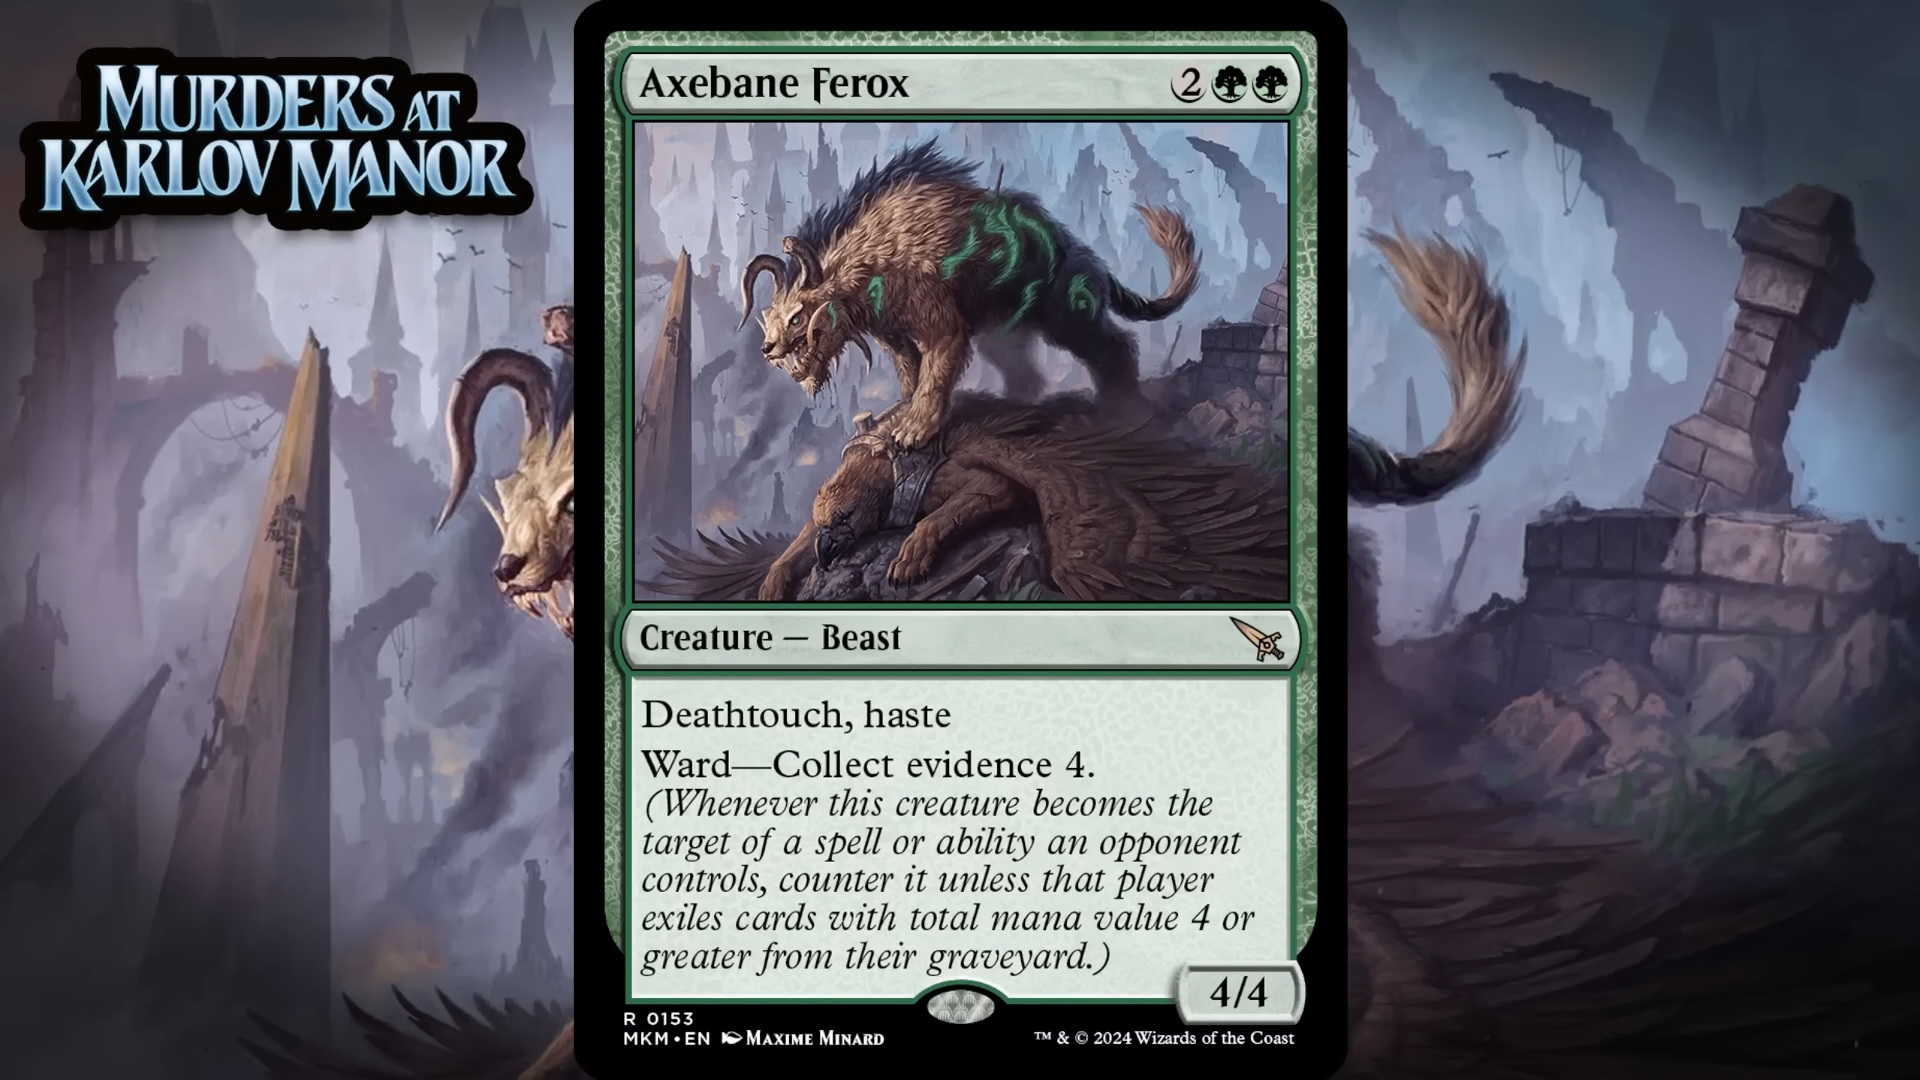 MURDERS AT
KARLOV MANOR
Axebane Ferox
2
Creature — Beast
Deathtouch, haste
Ward—Collect evidence 4.
(Whenever this creature becomes the
target of a spell or ability an opponent
controls, counter it unless that player
exiles cards with total mana value 4 or
greater from their graveyard.)
4/4
R 0153
MKM • EN MAXIME MINARD
™ & © 2024 Wizards of the Coast